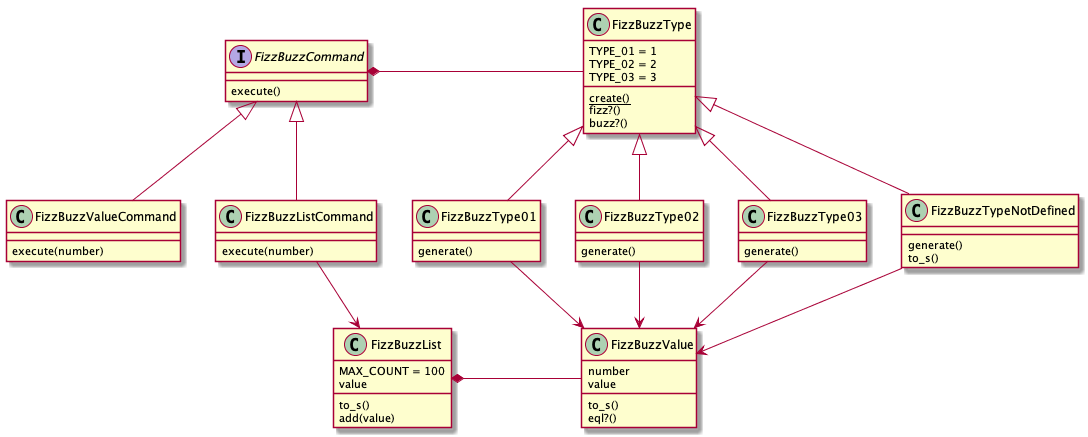 C FizzBuzzType
TYPE_01 = 1
TYPE_02 = 2
TYPE_03 = 3
create()
fizz?()
buzz?()
I FizzBuzzCommand
execute()
C FizzBuzzValueCommand
execute(number)
C FizzBuzzListCommand
execute(number)
C FizzBuzzType01
generate()
C FizzBuzzType02
generate()
C FizzBuzzType03
generate()
C FizzBuzzTypeNotDefined
generate()
to_s()
C FizzBuzzList
MAX_COUNT = 100
value
to_s()
add(value)
C FizzBuzzValue
number
value
to_s()
eql?()